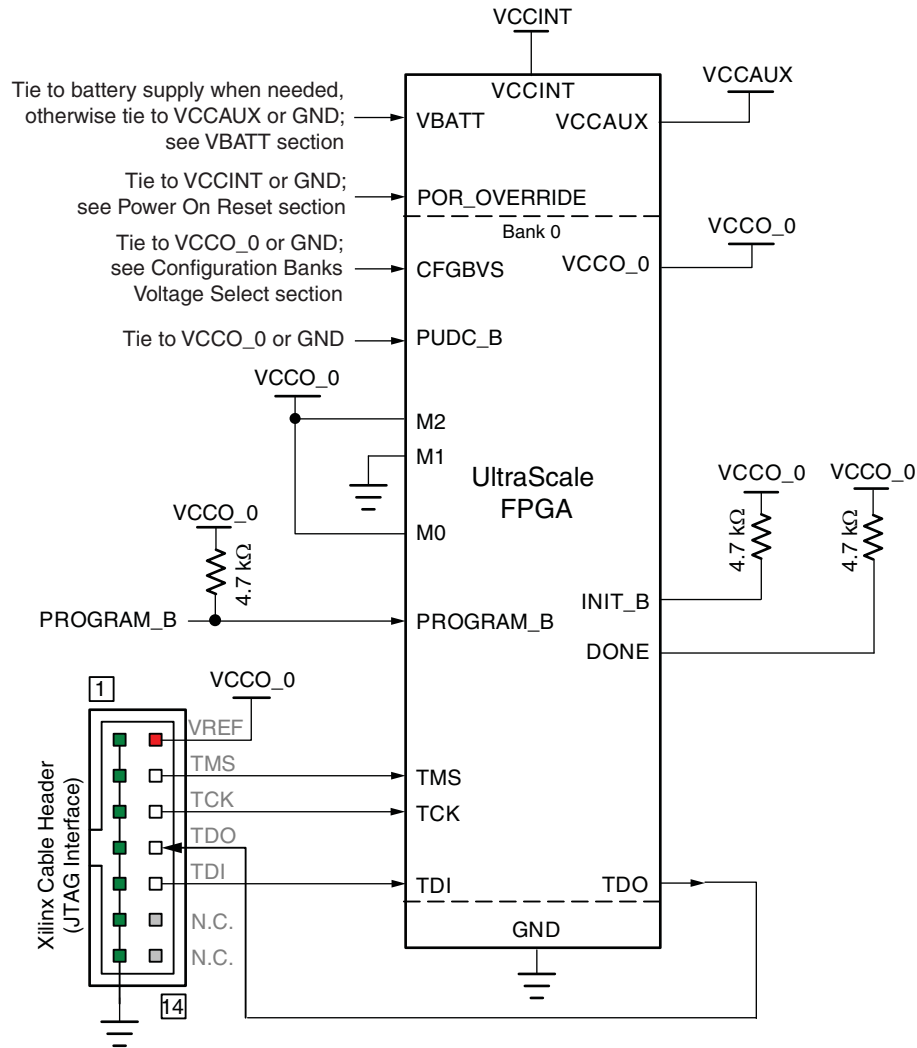 VCCINT
VCCINT
VCCAUX
Tie to battery supply when needed,
otherwise tie to VCCAUX or GND;
see VBATT section
VBATT
VCCAUX
Tie to VCCINT or GND;
see Power On Reset section
POR_OVERRIDE
Bank 0
VCCO_0
Tie to VCCO_0 or GND;
see Configuration Banks
Voltage Select section
CFGBVS
VCCO_0
Tie to VCCO_0 or GND
PUDC_B
VCCO_0
M2
M1
M0
UltraScale
FPGA
VCCO_0
4.7 kΩ
VCCO_0
4.7 kΩ
VCCO_0
4.7 kΩ
PROGRAM_B
PROGRAM_B
INIT_B
DONE
VCCO_0
1
VREF
TMS
TCK
TDO
TDI
N.C.
N.C.
14
Xilinx Cable Header
(JTAG Interface)
TMS
TCK
TDI
TDO
GND